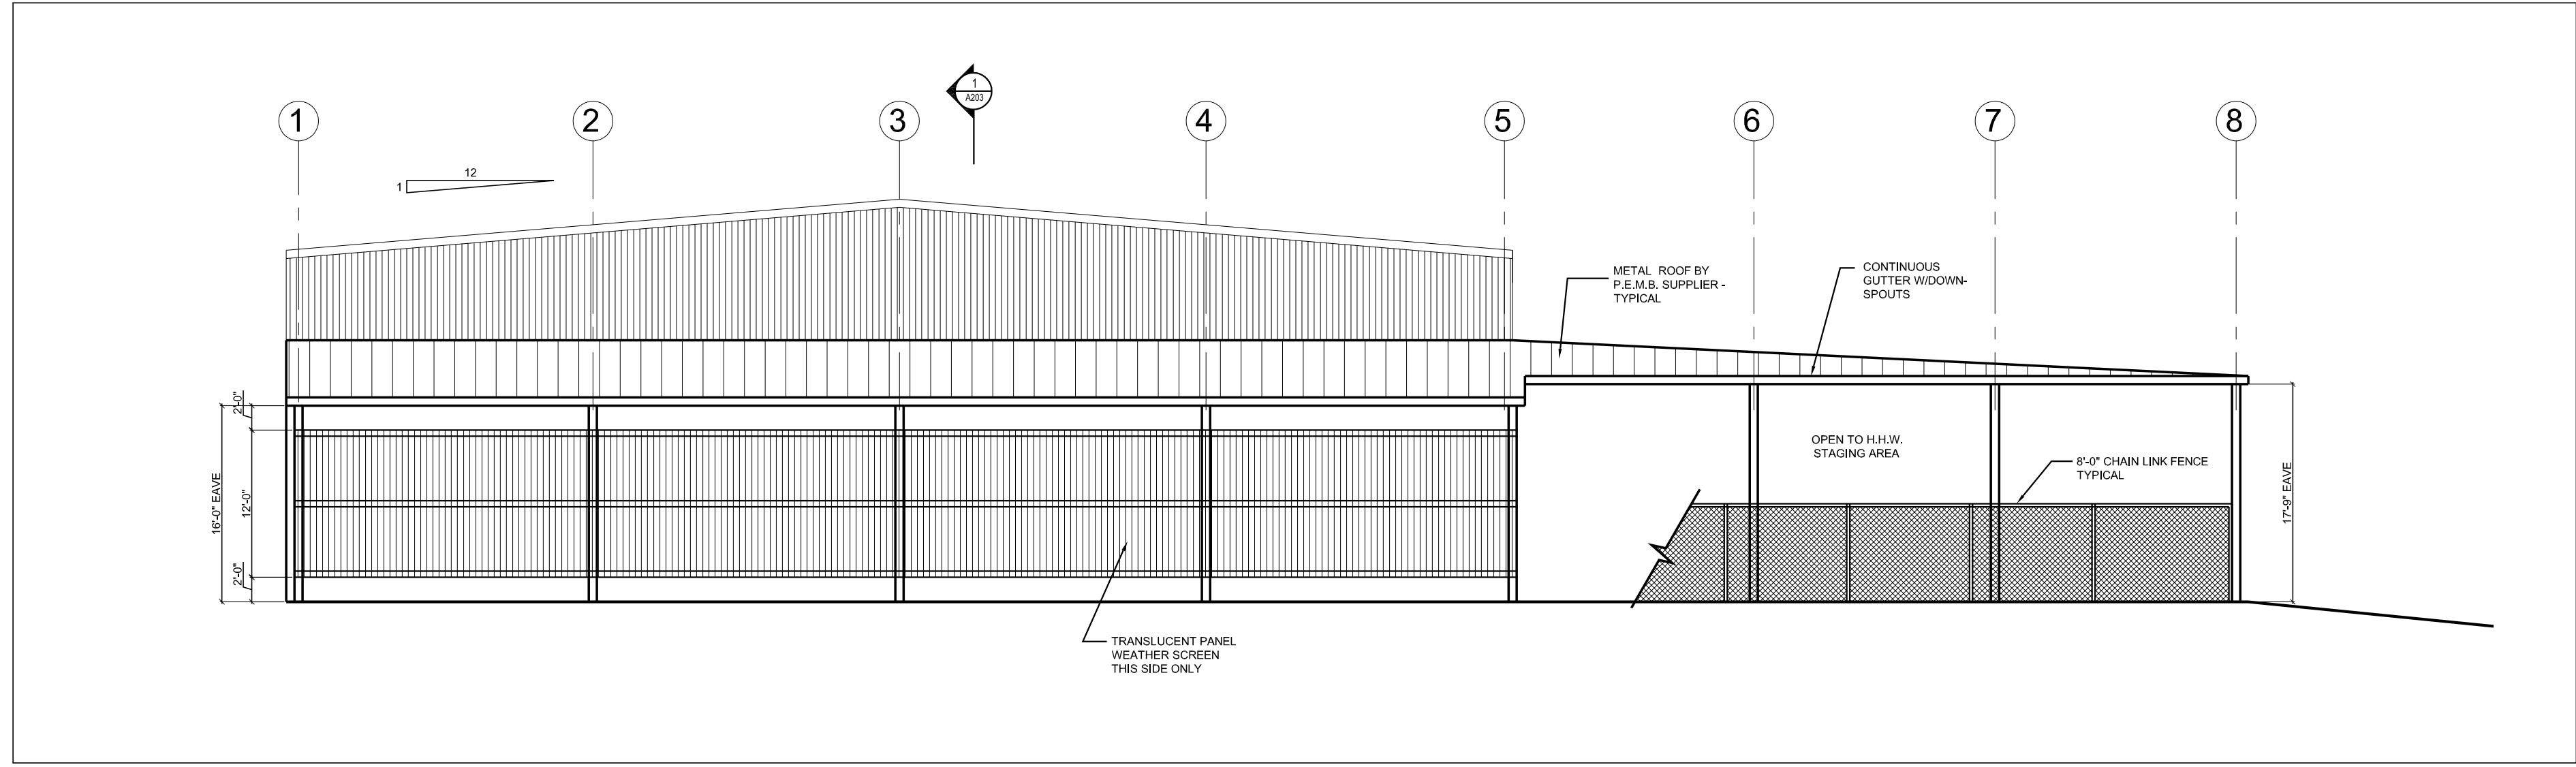 1
A203
1
2
3
4
5
6
7
8
12
1
METAL ROOF BY
P.E.M.B. SUPPLIER -
TYPICAL
CONTINUOUS
GUTTER W/DOWN-
SPOUTS
2'-0"
16'-0" EAVE
12'-0"
2'-0"
OPEN TO H.H.W.
STAGING AREA
8'-0" CHAIN LINK FENCE
TYPICAL
17'-9" EAVE
TRANSLUCENT PANEL
WEATHER SCREEN
THIS SIDE ONLY